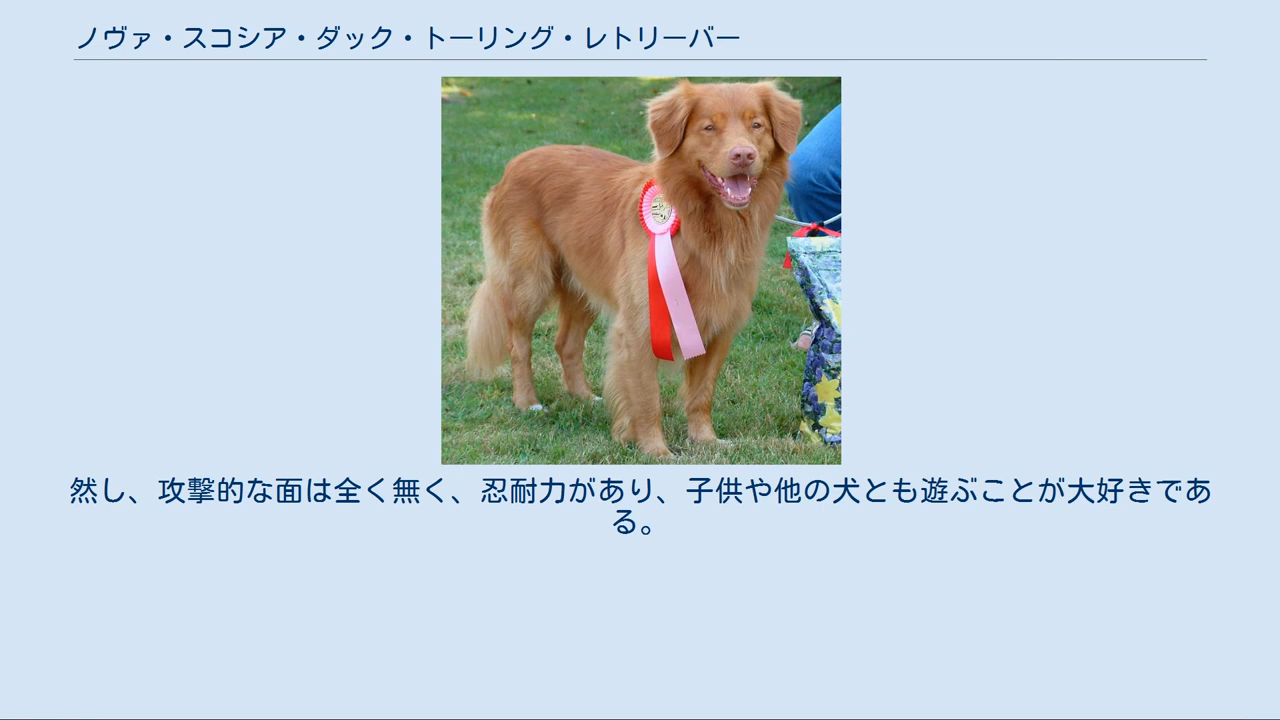 ノヴァ・スコシア・ダック・トーリング・レトリーバー
然し、攻撃的な面は全く無く、忍耐力があり、子供や他の犬とも遊ぶことが大好きであ
る。